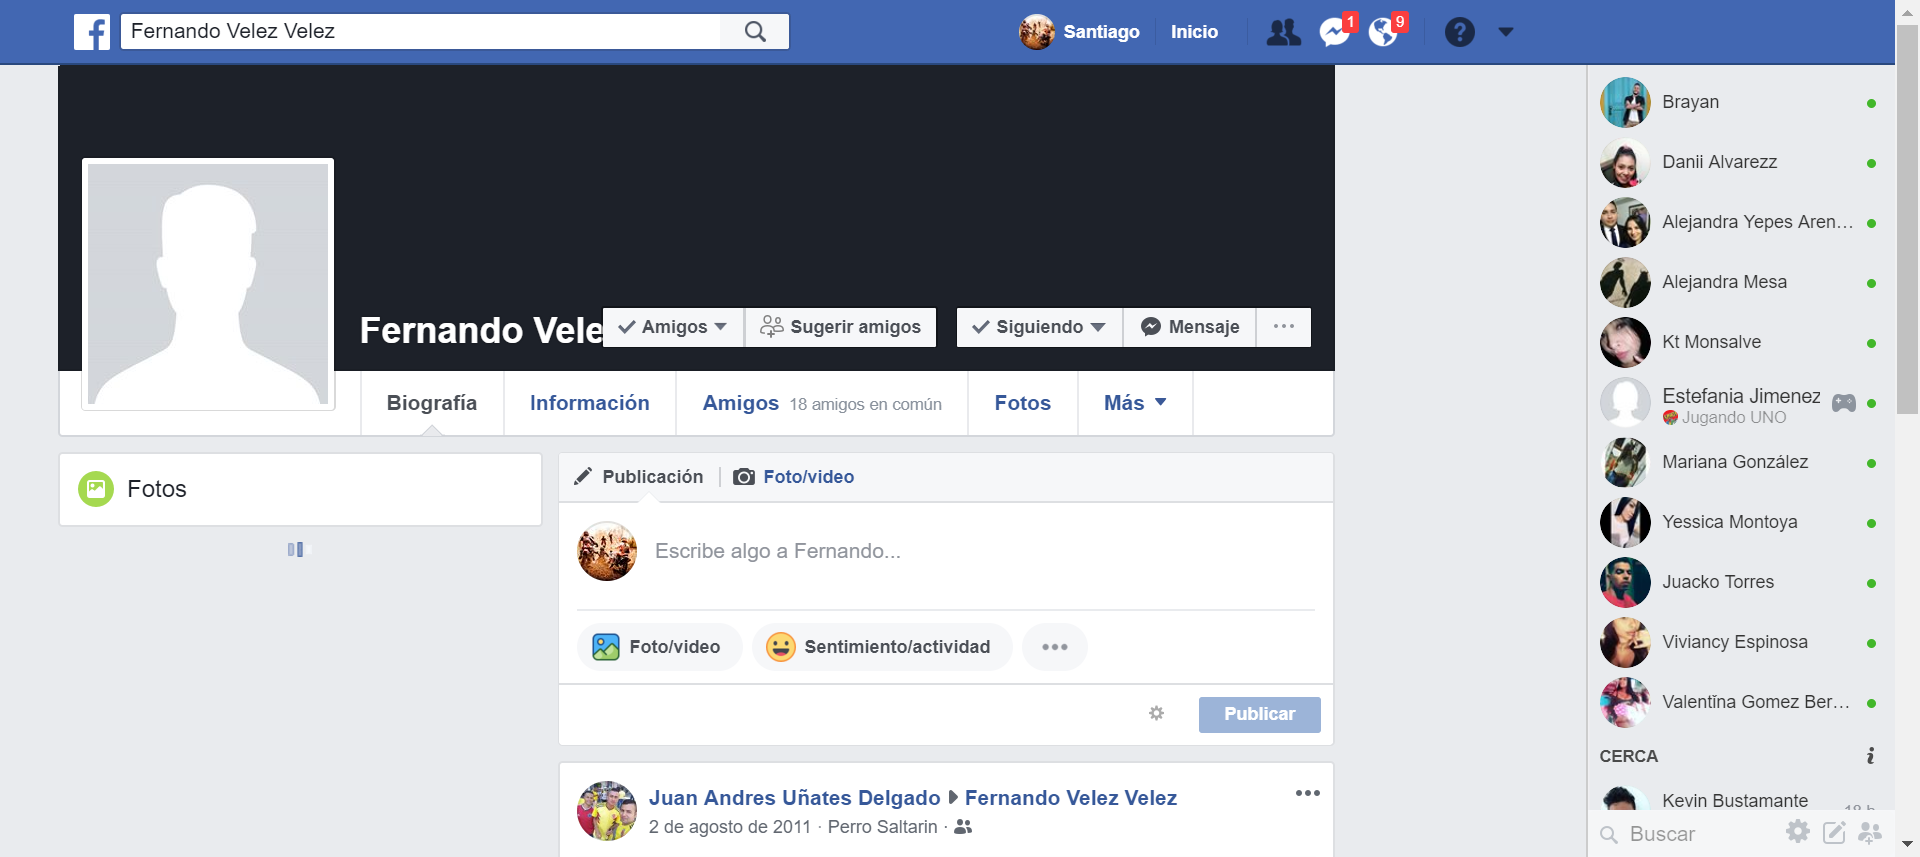 Fernando Velez Velez
Santiago
Inicio
1
9
Fernando Vele
Amigos
Sugerir amigos
Siguiendo
Mensaje
Biografía
Información
Amigos 18 amigos en común
Fotos
Más
Fotos
Publicación
Foto/video
Escribe algo a Fernando...
Foto/video
Sentimiento/actividad
Publicar
Juan Andres Uñates Delgado Fernando Velez Velez
2 de agosto de 2011 · Perro Saltarin ·
Brayan
Danii Alvarezz
Alejandra Yepes Aren...
Alejandra Mesa
Kt Monsalve
Estefania Jimenez
Jugando UNO
Mariana González
Yessica Montoya
Juacko Torres
Viviancy Espinosa
Valentĭna Gomez Ber...
CERCA
Kevin Bustamante
18 h
Buscar